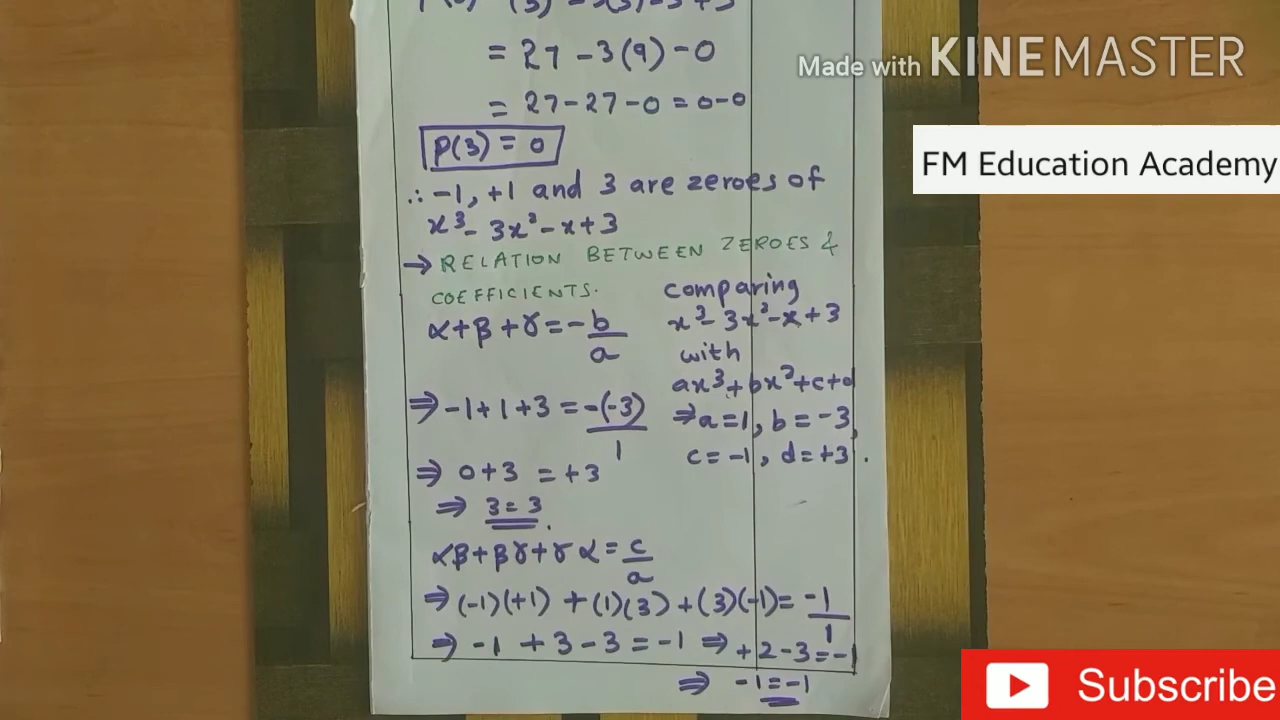 = 27 - 3(9) - 0
= 27 - 27 - 0 = 0 - 0
P(3) = 0
∴ -1, +1 and 3 are zeroes of
x³ - 3x² - x + 3
→ RELATION BETWEEN ZEROES &
COEFFICIENTS.
α + β + γ = -b/a
⇒ -1 + 1 + 3 = -(-3)/1
⇒ 0 + 3 = +3
⇒ 3 = 3.
comparing
x³ - 3x² - x + 3
with
ax³ + bx² + c + d
⇒ a = 1, b = -3,
c = -1, d = +3.
αβ + βγ + γα = c/a
⇒ (-1)(+1) + (1)(3) + (3)(-1) = -1/1
⇒ -1 + 3 - 3 = -1 ⇒ +2 - 3 = -1
⇒ -1 = -1
Made with KINEMASTER
FM Education Academy
Subscribe